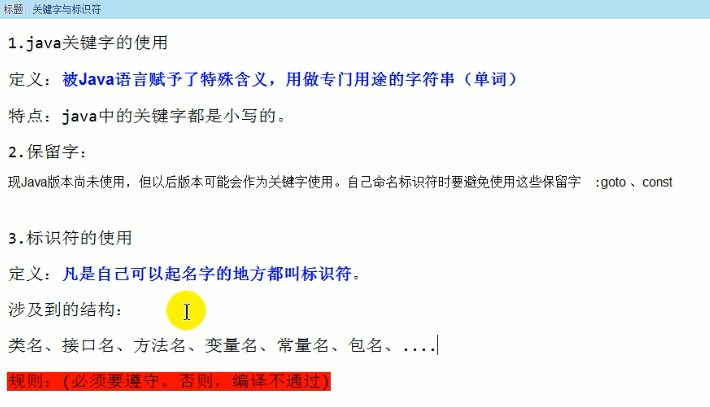 标题 关键字与标识符
1.java关键字的使用
定义：被Java语言赋予了特殊含义，用做专门用途的字符串（单词）
特点：java中的关键字都是小写的。
2.保留字：
现Java版本尚未使用，但以后版本可能会作为关键字使用。自己命名标识符时要避免使用这些保留字 :goto 、const
3.标识符的使用
定义：凡是自己可以起名字的地方都叫标识符。
涉及到的结构：
类名、接口名、方法名、变量名、常量名、包名、....
规则：(必须要遵守。否则，编译不通过)